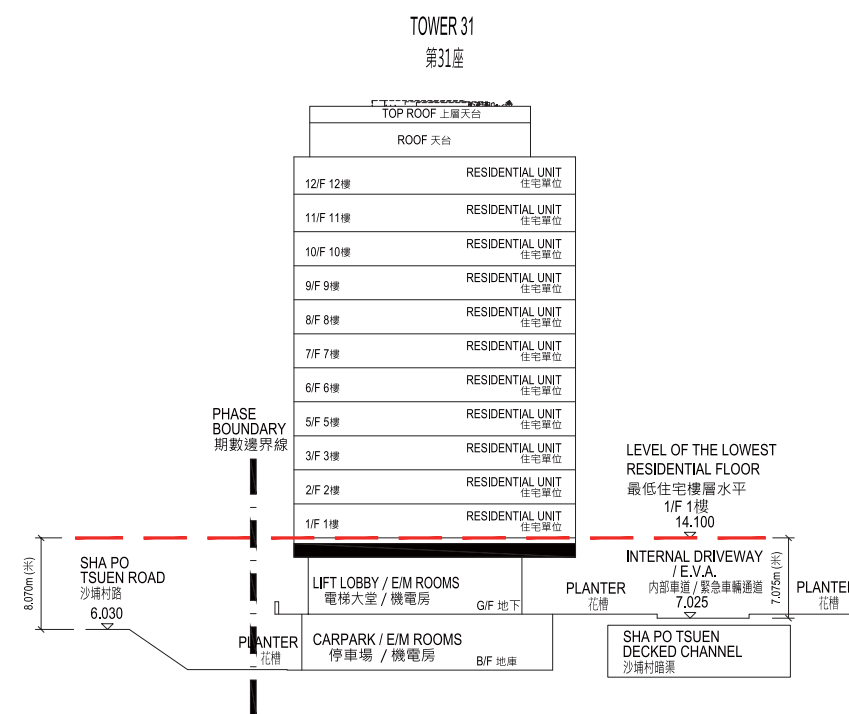 TOWER 31
第31座
TOP ROOF 上層天台
ROOF 天台
12/F 12樓
RESIDENTIAL UNIT
住宅單位
11/F 11樓
RESIDENTIAL UNIT
住宅單位
10/F 10樓
RESIDENTIAL UNIT
住宅單位
9/F 9樓
RESIDENTIAL UNIT
住宅單位
8/F 8樓
RESIDENTIAL UNIT
住宅單位
7/F 7樓
RESIDENTIAL UNIT
住宅單位
6/F 6樓
RESIDENTIAL UNIT
住宅單位
5/F 5樓
RESIDENTIAL UNIT
住宅單位
3/F 3樓
RESIDENTIAL UNIT
住宅單位
2/F 2樓
RESIDENTIAL UNIT
住宅單位
1/F 1樓
RESIDENTIAL UNIT
住宅單位
PHASE
BOUNDARY
期數邊界線
LEVEL OF THE LOWEST
RESIDENTIAL FLOOR
最低住宅樓層水平
1/F 1樓
14.100
8.070m (米)
SHA PO
TSUEN ROAD
沙埔村路
6.030
LIFT LOBBY / E/M ROOMS
電梯大堂 / 機電房
G/F 地下
PLANTER
花槽
INTERNAL DRIVEWAY
/ E.V.A.
內部車道 / 緊急車輛通道
7.025
7.075m (米)
PLANTER
花槽
PLANTER
花槽
CARPARK / E/M ROOMS
停車場 / 機電房
B/F 地庫
SHA PO TSUEN
DECKED CHANNEL
沙埔村暗渠